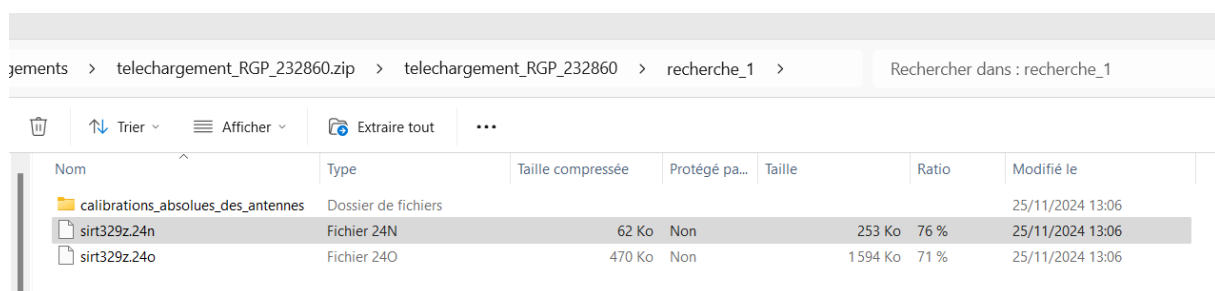 gements > telechargement_RGP_232860.zip > telechargement_RGP_232860 > recherche_1 > Rechercher dans : recherche_1
Trier Afficher Extraire tout ...
Nom Type Taille compressée Protégé pa... Taille Ratio Modifié le
calibrations_absolues_des_antennes Dossier de fichiers 25/11/2024 13:06
sirt329z.24n Fichier 24N 62 Ko Non 253 Ko 76 % 25/11/2024 13:06
sirt329z.24o Fichier 24O 470 Ko Non 1 594 Ko 71 % 25/11/2024 13:06